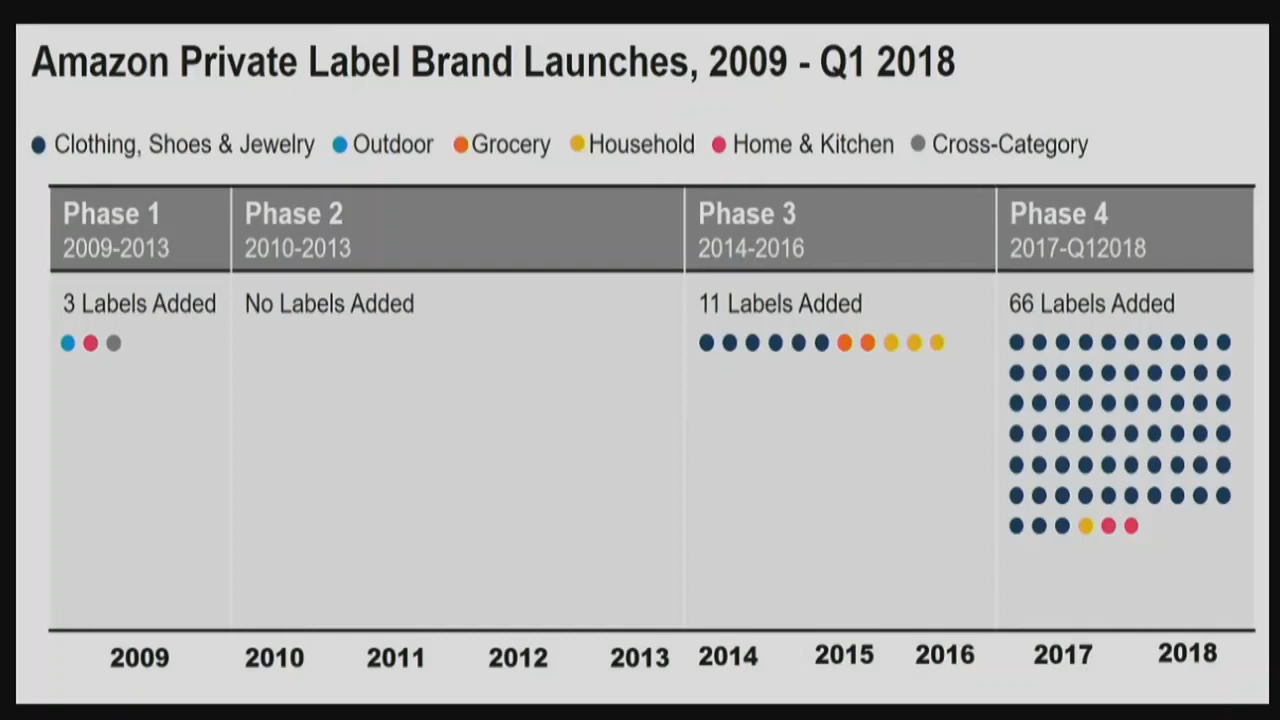 Amazon Private Label Brand Launches, 2009 - Q1 2018
Clothing, Shoes & Jewelry Outdoor Grocery Household Home & Kitchen Cross-Category
Phase 1
2009-2013
3 Labels Added
Phase 2
2010-2013
No Labels Added
Phase 3
2014-2016
11 Labels Added
Phase 4
2017-Q12018
66 Labels Added
2009 2010 2011 2012 2013 2014 2015 2016 2017 2018